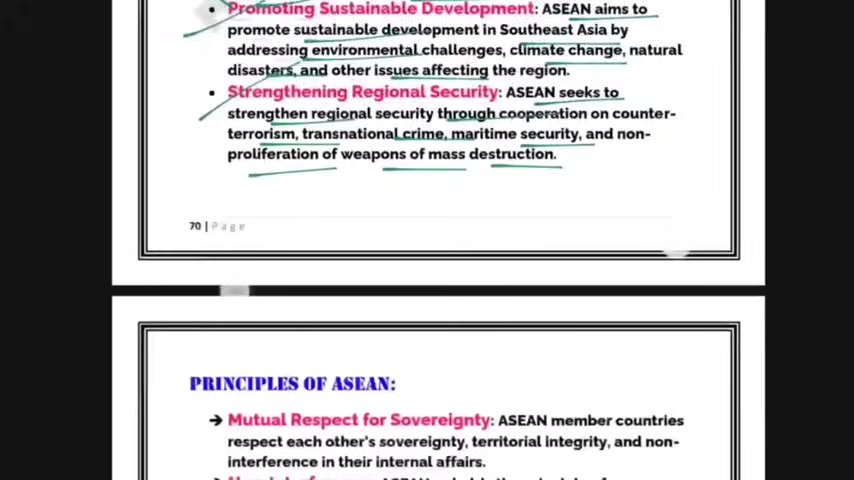 • Promoting Sustainable Development: ASEAN aims to
promote sustainable development in Southeast Asia by
addressing environmental challenges, climate change, natural
disasters, and other issues affecting the region.
• Strengthening Regional Security: ASEAN seeks to
strengthen regional security through cooperation on counter-
terrorism, transnational crime, maritime security, and non-
proliferation of weapons of mass destruction.
70 | Page
PRINCIPLES OF ASEAN:
➔ Mutual Respect for Sovereignty: ASEAN member countries
respect each other's sovereignty, territorial integrity, and non-
interference in their internal affairs.